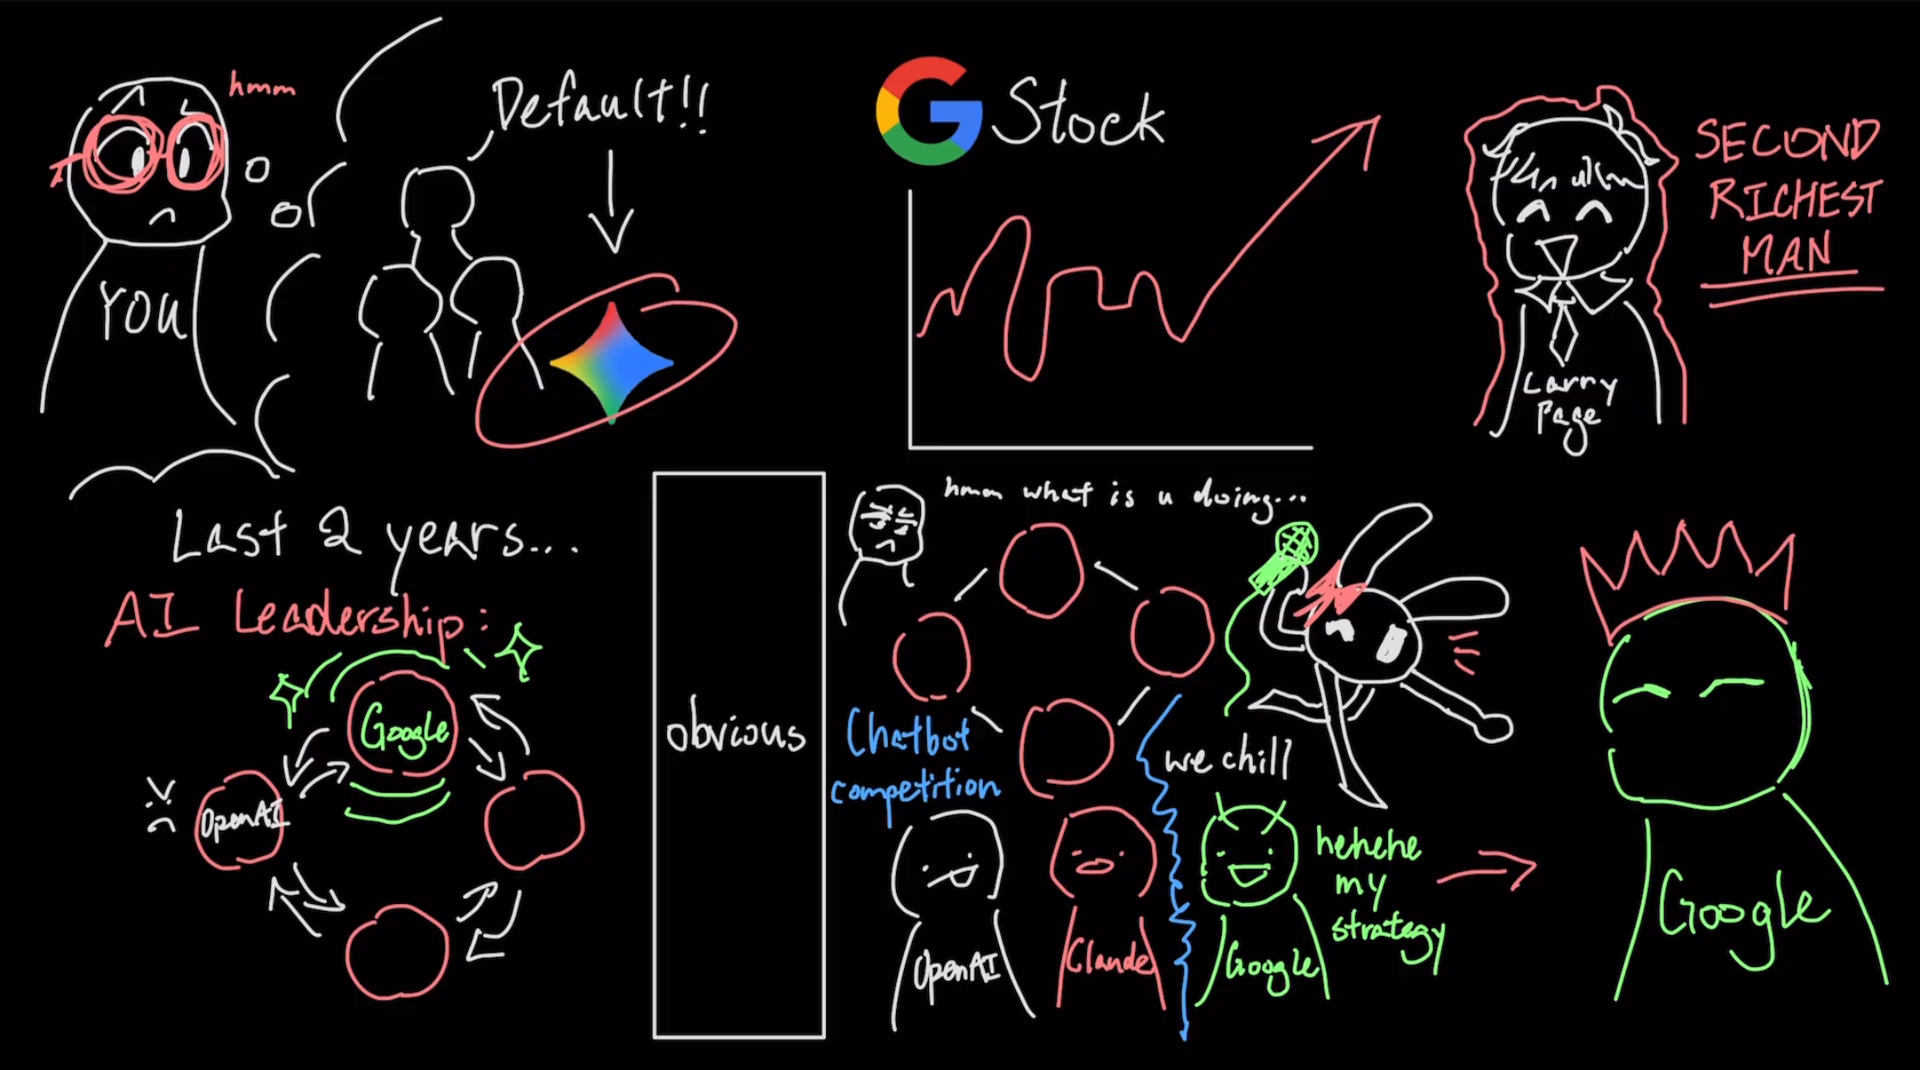 hmm
Default!!
YOU
Stock
SECOND
RICHEST
MAN
Larry
Page
Last 2 years...
AI Leadership:
Google
OpenAI
obvious
hmm what is u doing...
Chatbot
competition
we chill
hehehe
my
strategy
OpenAI
Claude
Google
Google